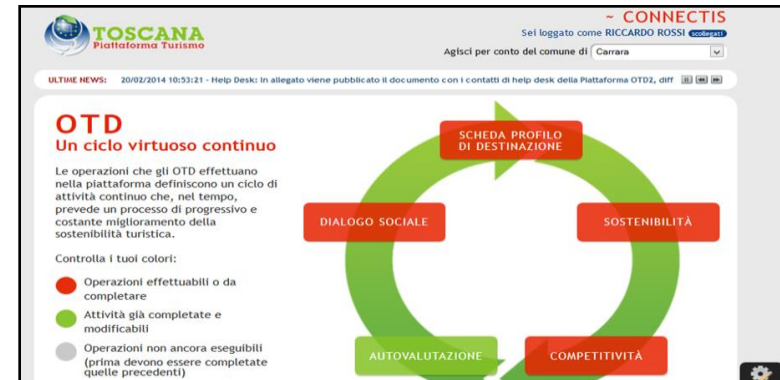 ~ CONNECTIS
TOSCANA
Piattaforma Turismo
Sei loggato come RICCARDO ROSSI scollegati
Agisci per conto del comune di Carrara
ULTIME NEWS: 20/02/2014 10:53:21 - Help Desk: In allegato viene pubblicato il documento con i contatti di help desk della Piattaforma OTD2, diff
OTD
Un ciclo virtuoso continuo
Le operazioni che gli OTD effettuano
nella piattaforma definiscono un ciclo di
attività continuo che, nel tempo,
prevede un processo di progressivo e
costante miglioramento della
sostenibilità turistica.
Controlla i tuoi colori:
Operazioni effettuabili o da
completare
Attività già completate e
modificabili
Operazioni non ancora eseguibili
(prima devono essere completate
quelle precedenti)
SCHEDA PROFILO
DI DESTINAZIONE
DIALOGO SOCIALE
SOSTENIBILITÀ
AUTOVALUTAZIONE
COMPETITIVITÀ